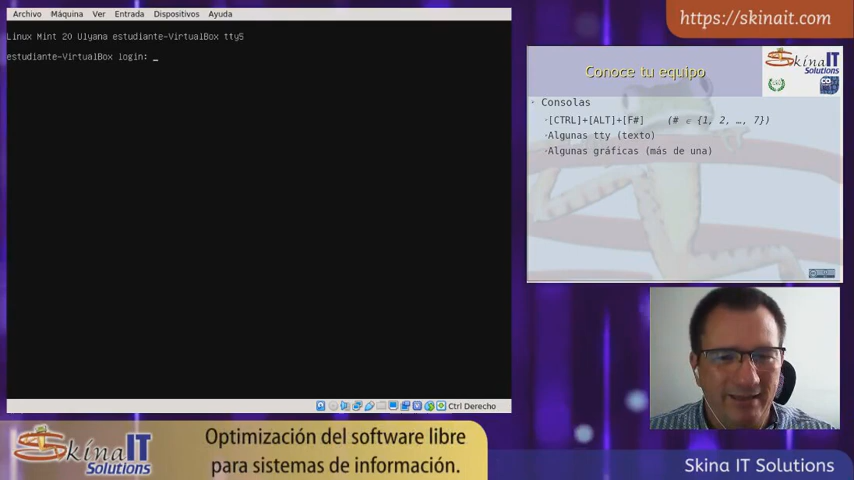 Archivo Máquina Ver Entrada Dispositivos Ayuda
Linux Mint 20 Ulyana estudiante-VirtualBox tty5
estudiante-VirtualBox login: _
Ctrl Derecho
https://skinait.com
Conoce tu equipo
Skina IT
Solutions
Consolas
·[CTRL]+[ALT]+[F#] (# ∈ {1, 2, …, 7})
·Algunas tty (texto)
·Algunas gráficas (más de una)
Skina IT
Solutions
Optimización del software libre
para sistemas de información.
Skina IT Solutions